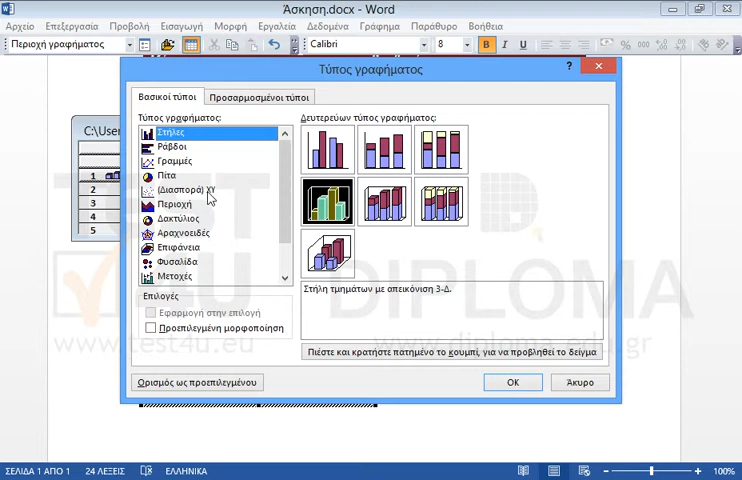 Άσκηση.docx - Word
Αρχείο Επεξεργασία Προβολή Εισαγωγή Μορφή Εργαλεία Δεδομένα Γράφημα Παράθυρο Βοήθεια
Περιοχή γραφήματος Calibri 8 B I U % 000
Τύπος γραφήματος ?
Βασικοί τύποι Προσαρμοσμένοι τύποι
Τύπος γραφήματος: Δευτερεύων τύπος γραφήματος:
C:\User
Στήλες
Ράβδοι
Γραμμές
1 Πίτα
2 (Διασπορά) XY
3 Περιοχή
4 Δακτύλιος
5 Αραχνοειδές
Επιφάνεια
Φυσαλίδα
Μετοχές
Στήλη τμημάτων με απεικόνιση 3-Δ.
Επιλογές
Εφαρμογή στην επιλογή
Προεπιλεγμένη μορφοποίηση
Πιέστε και κρατήστε πατημένο το κουμπί, για να προβληθεί το δείγμα
Ορισμός ως προεπιλεγμένου OK Άκυρο
TEST4U DIPLOMA
www.test4u.eu www.diploma.edu.gr
ΣΕΛΙΔΑ 1 ΑΠΟ 1 24 ΛΕΞΕΙΣ ΕΛΛΗΝΙΚΑ 100%